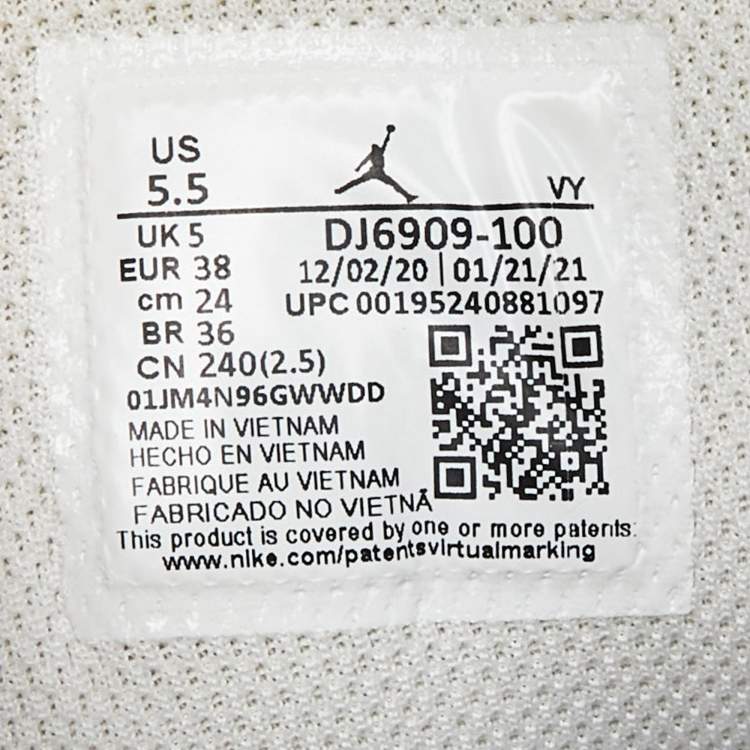 US
5.5
VY
UK 5
DJ6909-100
EUR 38
12/02/20 | 01/21/21
cm 24
UPC 00195240881097
BR 36
CN 240(2.5)
01JM4N96GWWDD
MADE IN VIETNAM
HECHO EN VIETNAM
FABRIQUE AU VIETNAM
FABRICADO NO VIETNÃ
This product is covered by one or more patents:
www.nike.com/patentsvirtualmarking